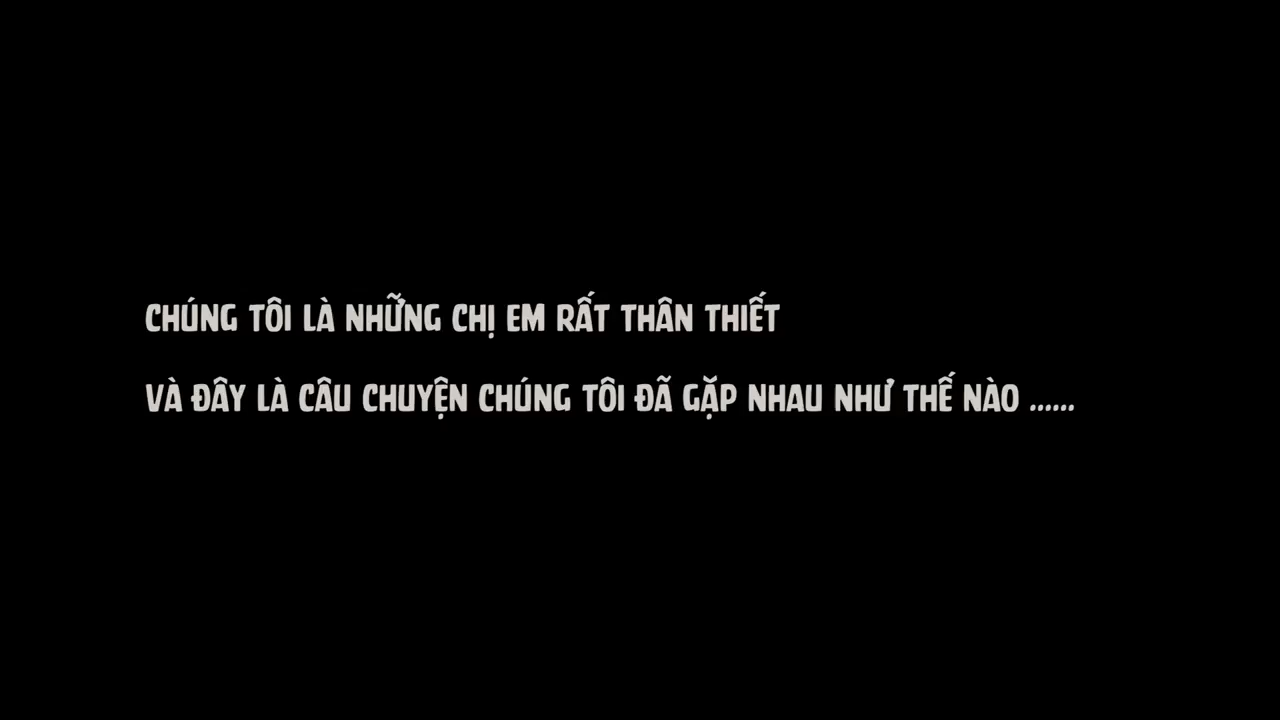 CHÚNG TÔI LÀ NHỮNG CHỊ EM RẤT THÂN THIẾT
VÀ ĐÂY LÀ CÂU CHUYỆN CHÚNG TÔI ĐÃ GẶP NHAU NHƯ THẾ NÀO ......